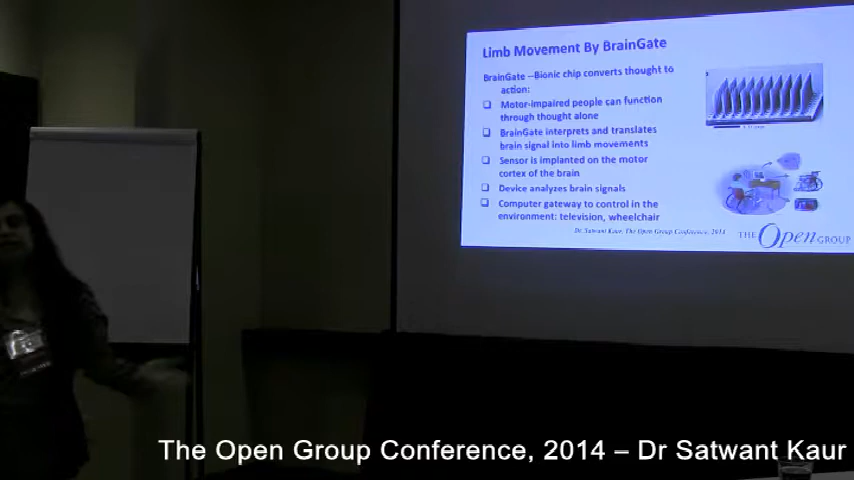 Limb Movement By BrainGate
BrainGate –Bionic chip converts thought to
action:
Motor-impaired people can function
through thought alone
BrainGate interprets and translates
brain signal into limb movements
Sensor is implanted on the motor
cortex of the brain
Device analyzes brain signals
Computer gateway to control in the
environment: television, wheelchair
Dr. Satwant Kaur, The Open Group Conference, 2014
THE Open GROUP
The Open Group Conference, 2014 – Dr Satwant Kaur